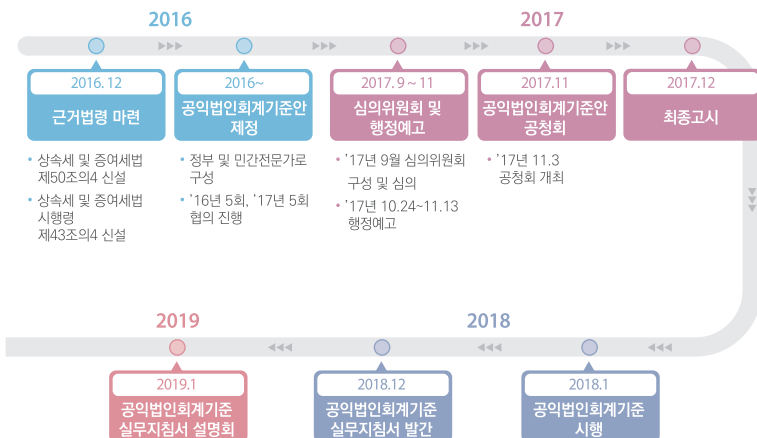 2016
2017
2016. 12
근거법령 마련
• 상속세 및 증여세법
제50조의4 신설
• 상속세 및 증여세법
시행령
제43조의4 신설
2016~
공익법인회계기준안
제정
• 정부 및 민간전문가로
구성
• '16년 5회, '17년 5회
협의 진행
2017. 9 ~ 11
심의위원회 및
행정예고
• '17년 9월 심의위원회
구성 및 심의
• '17년 10.24~11.13
행정예고
2017.11
공익법인회계기준안
공청회
• '17년 11.3
공청회 개최
2017.12
최종고시
2019
2018
2019.1
공익법인회계기준
실무지침서 설명회
2018.12
공익법인회계기준
실무지침서 발간
2018.1
공익법인회계기준
시행